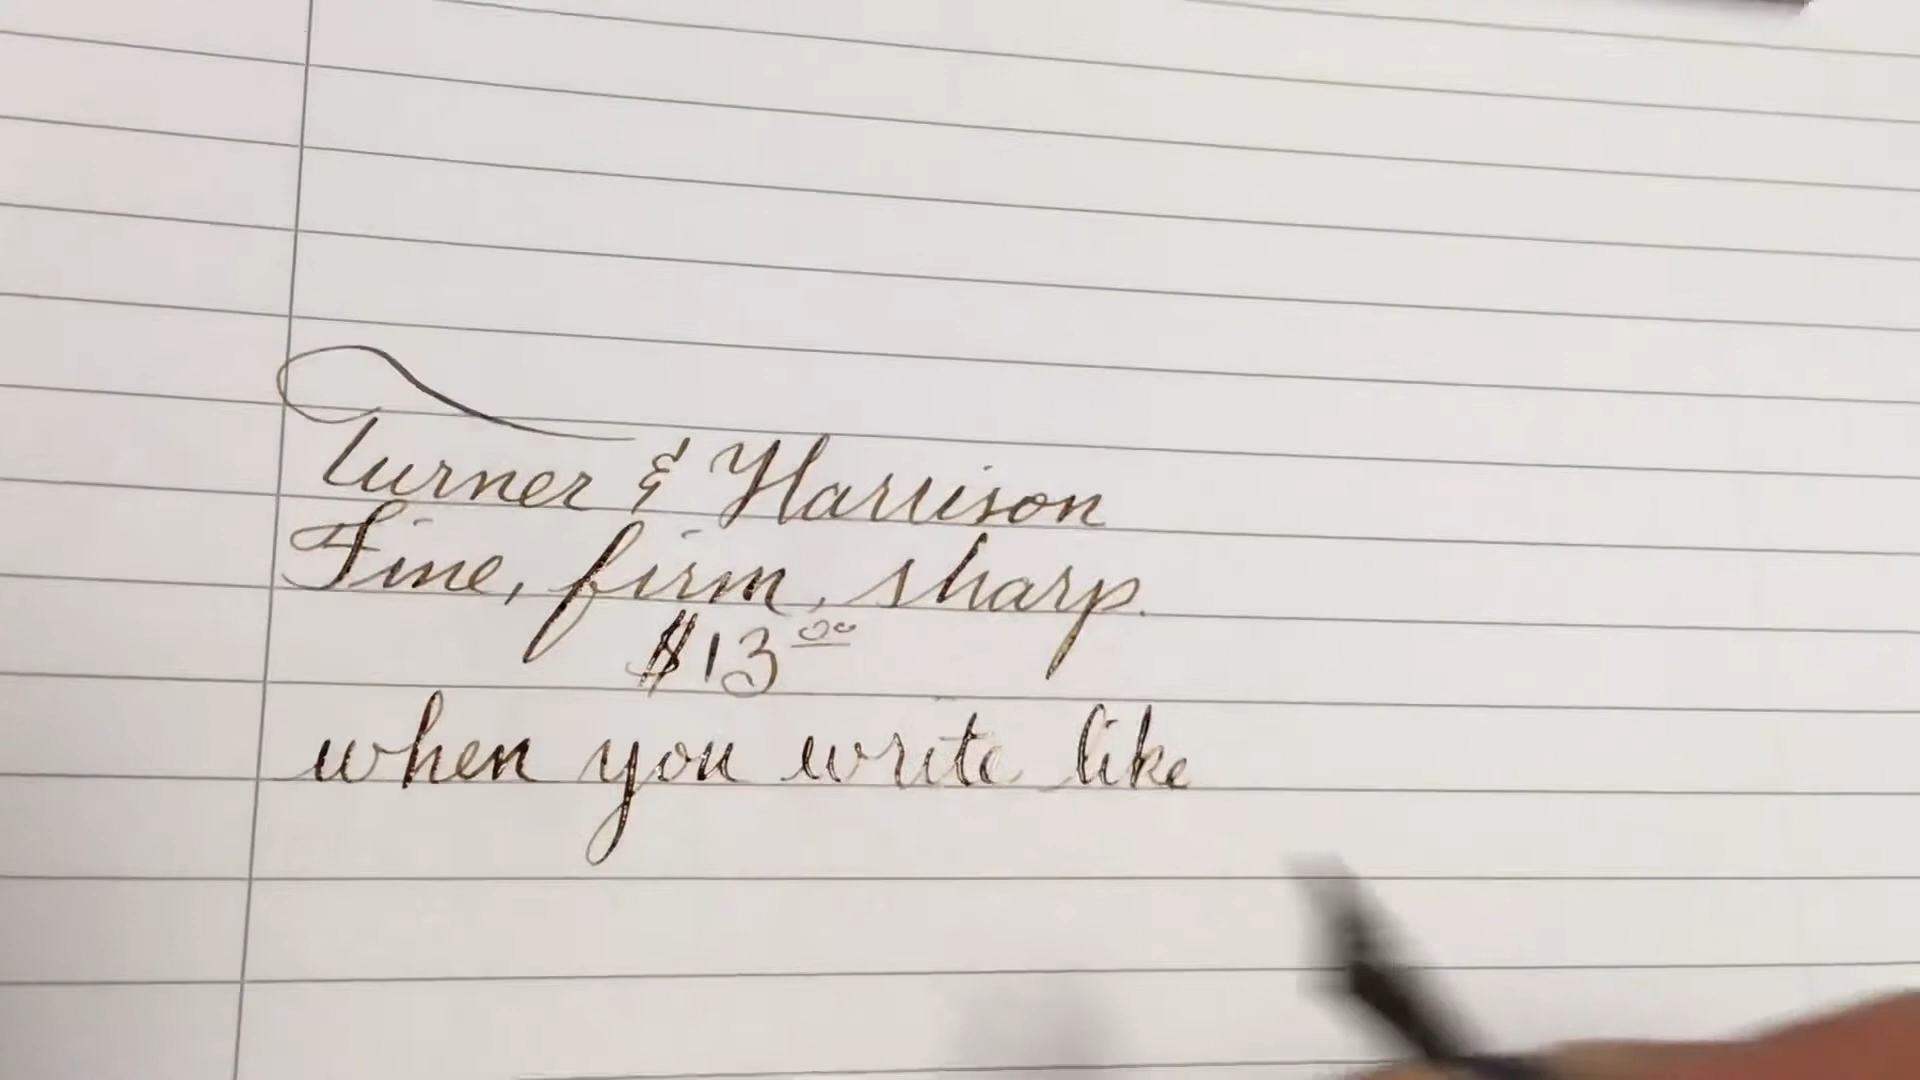 Turner & Harrison
Fine, firm, sharp.
$13.00
when you write like